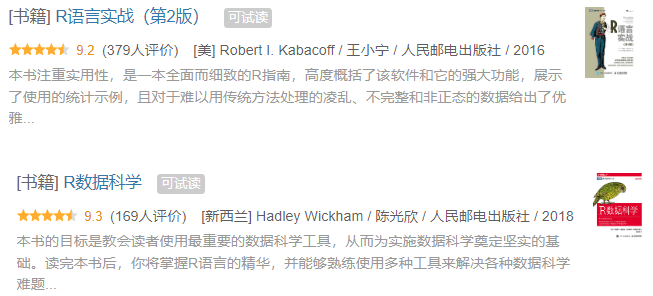 [书籍] R语言实战（第2版） 可试读
9.2 (379人评价) [美] Robert I. Kabacoff / 王小宁 / 人民邮电出版社 / 2016
本书注重实用性，是一本全面而细致的R指南，高度概括了该软件和它的强大功能，展示
了使用的统计示例，且对于难以用传统方法处理的凌乱、不完整和非正态的数据给出了优
雅...
R语言
实战
[书籍] R数据科学 可试读
9.3 (169人评价) [新西兰] Hadley Wickham / 陈光欣 / 人民邮电出版社 / 2018
本书的目标是教会读者使用最重要的数据科学工具，从而为实施数据科学奠定坚实的基
础。读完本书后，你将掌握R语言的精华，并能够熟练使用多种工具来解决各种数据科学
难题...
R数据科学